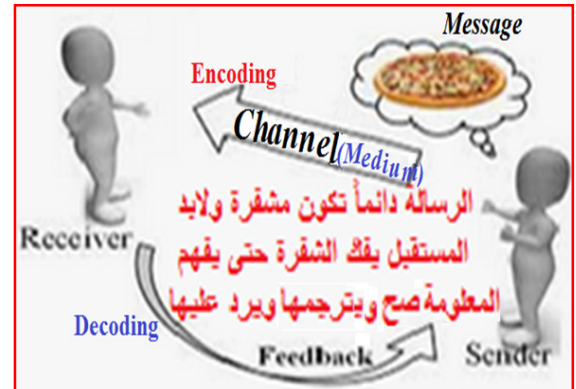 Message
Encoding
Channel (Medium)
الرسالة دائماً تكون مشفرة ولابد
المستقبل يفك الشفرة حتى يفهم
المعلومة صح ويترجمها ويرد عليها
Receiver
Decoding
Feedback
Sender